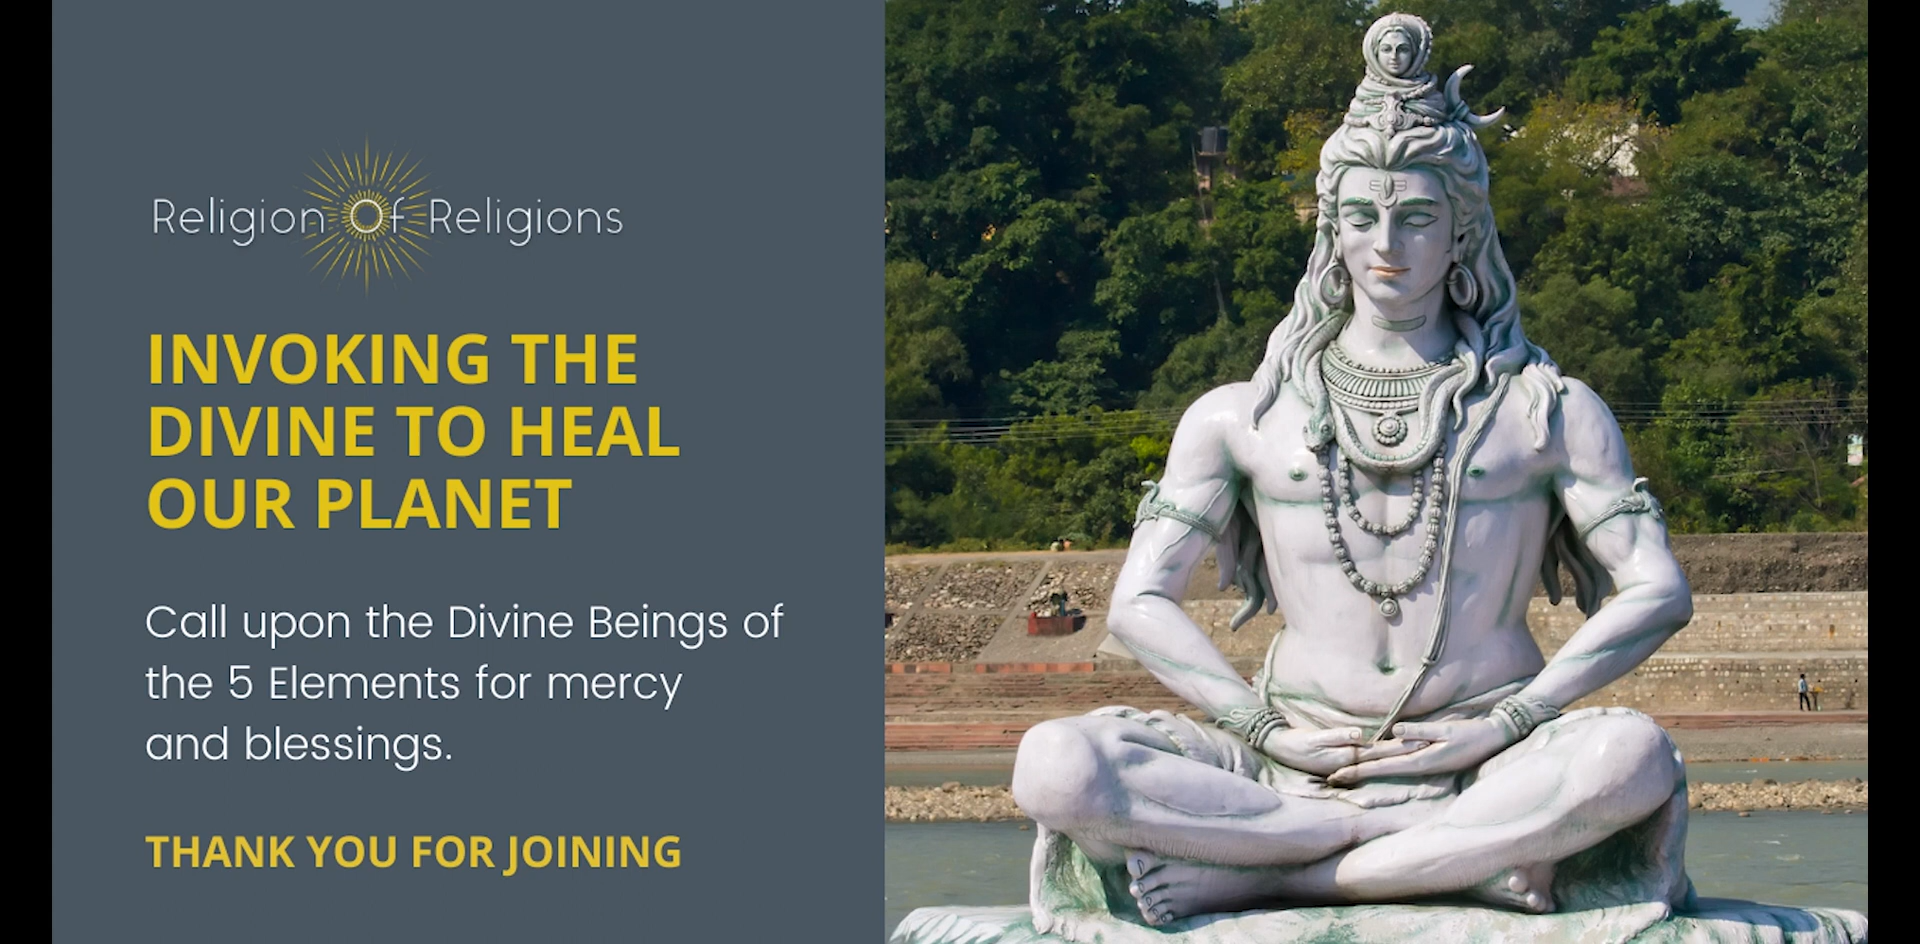 Religion Of Religions
INVOKING THE
DIVINE TO HEAL
OUR PLANET
Call upon the Divine Beings of
the 5 Elements for mercy
and blessings.
THANK YOU FOR JOINING